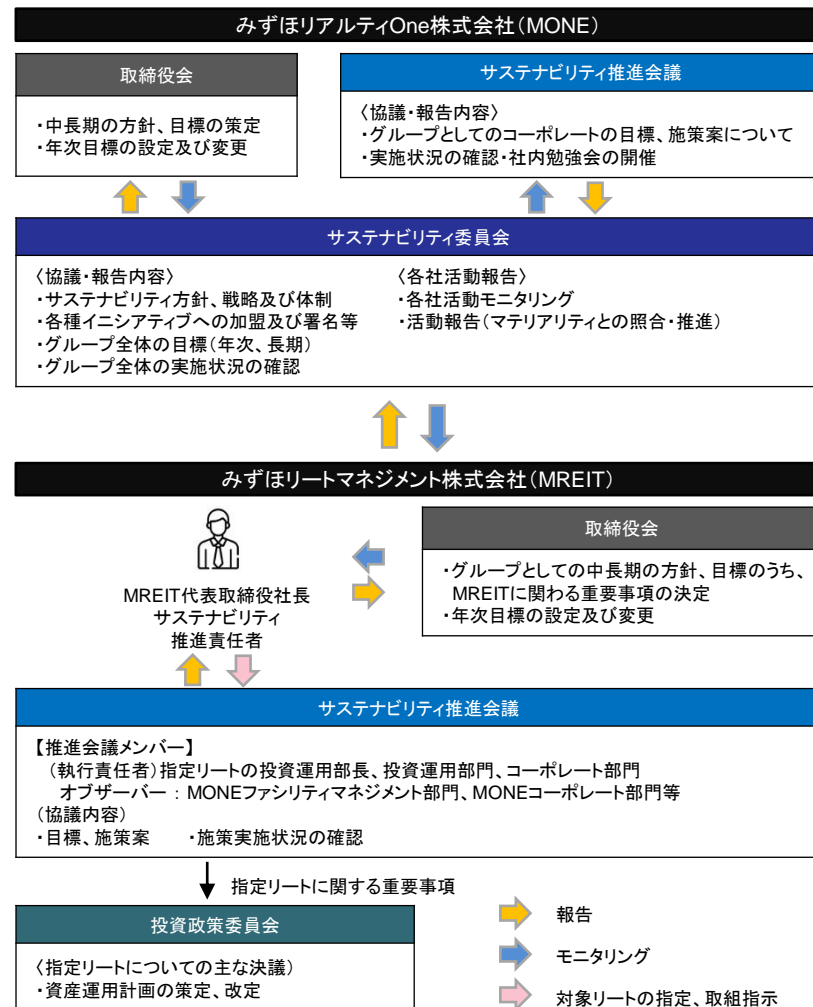 みずほリアルティOne株式会社(MONE)
取締役会
・中長期の方針、目標の策定
・年次目標の設定及び変更
サステナビリティ推進会議
〈協議・報告内容〉
・グループとしてのコーポレートの目標、施策案について
・実施状況の確認・社内勉強会の開催
サステナビリティ委員会
〈協議・報告内容〉
・サステナビリティ方針、戦略及び体制
・各種イニシアティブへの加盟及び署名等
・グループ全体の目標(年次、長期)
・グループ全体の実施状況の確認
〈各社活動報告〉
・各社活動モニタリング
・活動報告(マテリアリティとの照合・推進)
みずほリートマネジメント株式会社(MREIT)
MREIT代表取締役社長
サステナビリティ
推進責任者
取締役会
・グループとしての中長期の方針、目標のうち、
MREITに関わる重要事項の決定
・年次目標の設定及び変更
サステナビリティ推進会議
【推進会議メンバー】
(執行責任者)指定リートの投資運用部長、投資運用部門、コーポレート部門
オブザーバー : MONEファシリティマネジメント部門、MONEコーポレート部門等
(協議内容)
・目標、施策案 ・施策実施状況の確認
指定リートに関する重要事項
投資政策委員会
〈指定リートについての主な決議)
・資産運用計画の策定、改定
報告
モニタリング
対象リートの指定、取組指示